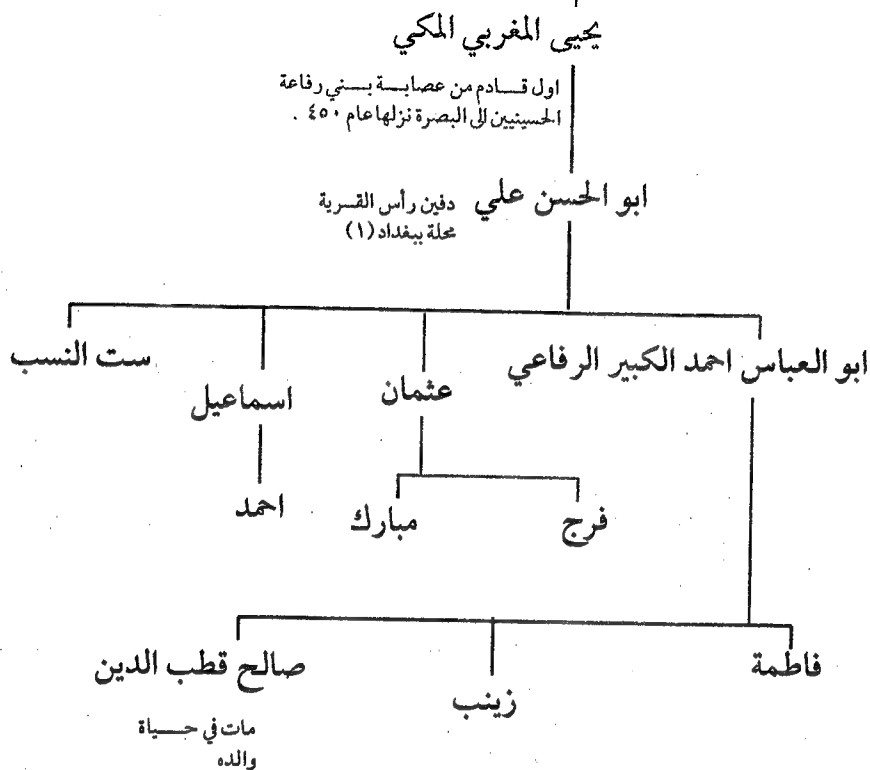 يحيى المغربي المكي
اول قادم من عصابة بني رفاعة
الحسينيين الى البصرة نزلها عام ٤٥٠ .
ابو الحسن علي
دفين رأس القرية
محلة ببغداد (١)
ابو العباس احمد الكبير الرفاعي
عثمان
اسماعيل
ست النسب
فرج
مبارك
احمد
فاطمة
زينب
صالح قطب الدين
مات في حياة
والده